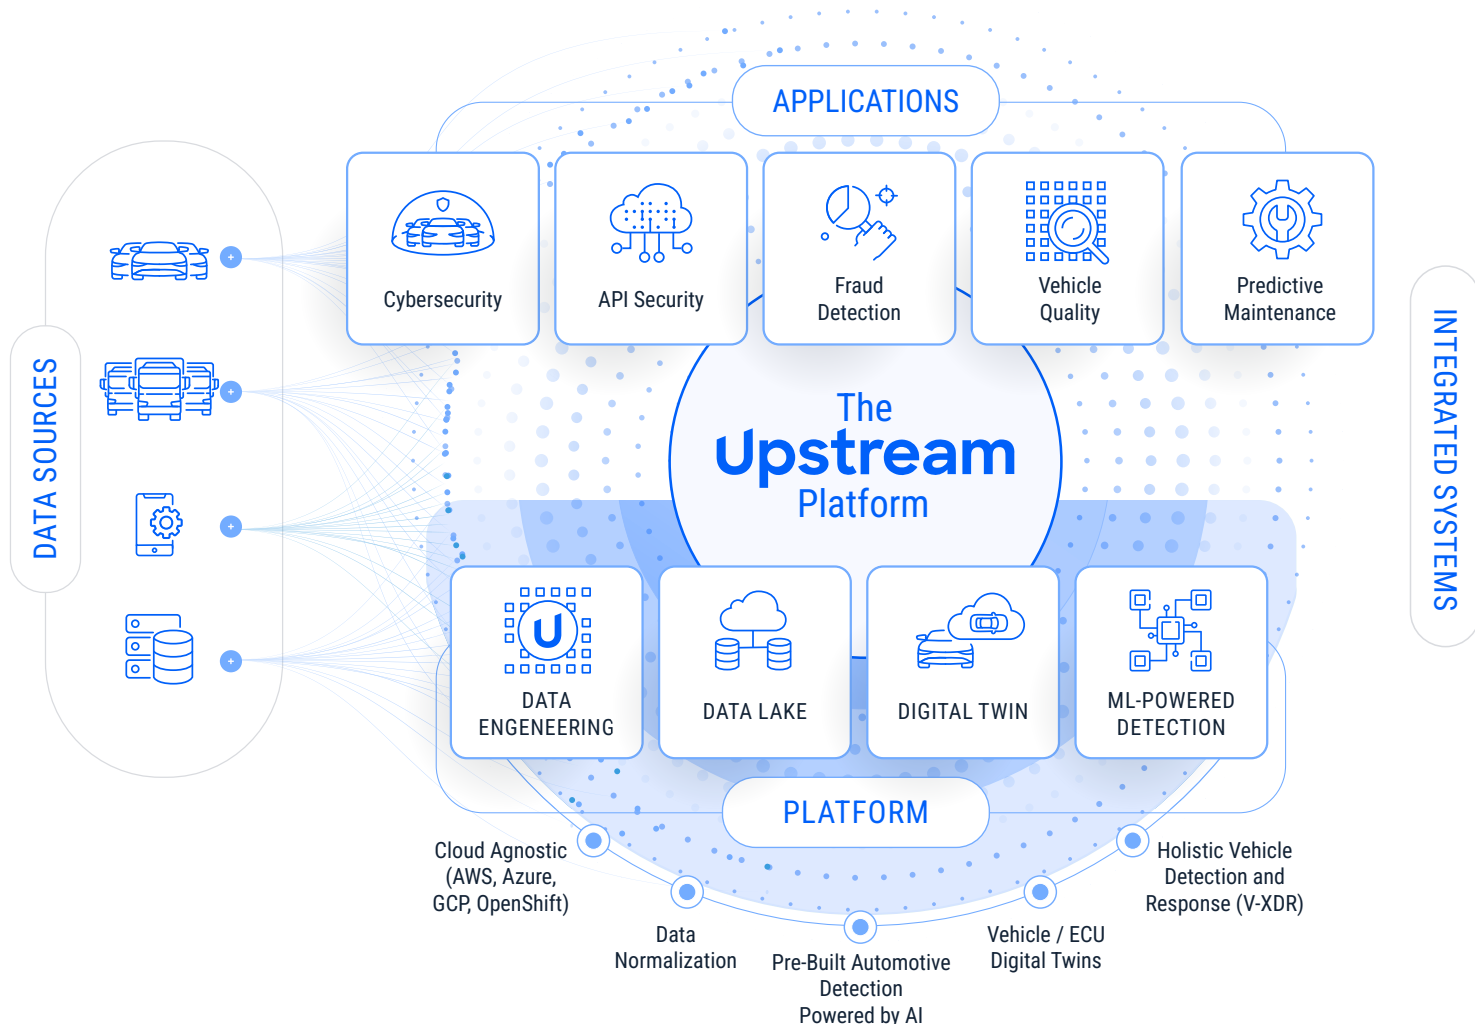 APPLICATIONS
Cybersecurity
API Security
Fraud
Detection
Vehicle
Quality
Predictive
Maintenance
DATA SOURCES
INTEGRATED SYSTEMS
The
Upstream
Platform
DATA
ENGENEERING
DATA LAKE
DIGITAL TWIN
ML-POWERED
DETECTION
PLATFORM
Cloud Agnostic
(AWS, Azure,
GCP, OpenShift)
Data
Normalization
Pre-Built Automotive
Detection
Powered by AI
Vehicle / ECU
Digital Twins
Holistic Vehicle
Detection and
Response (V-XDR)